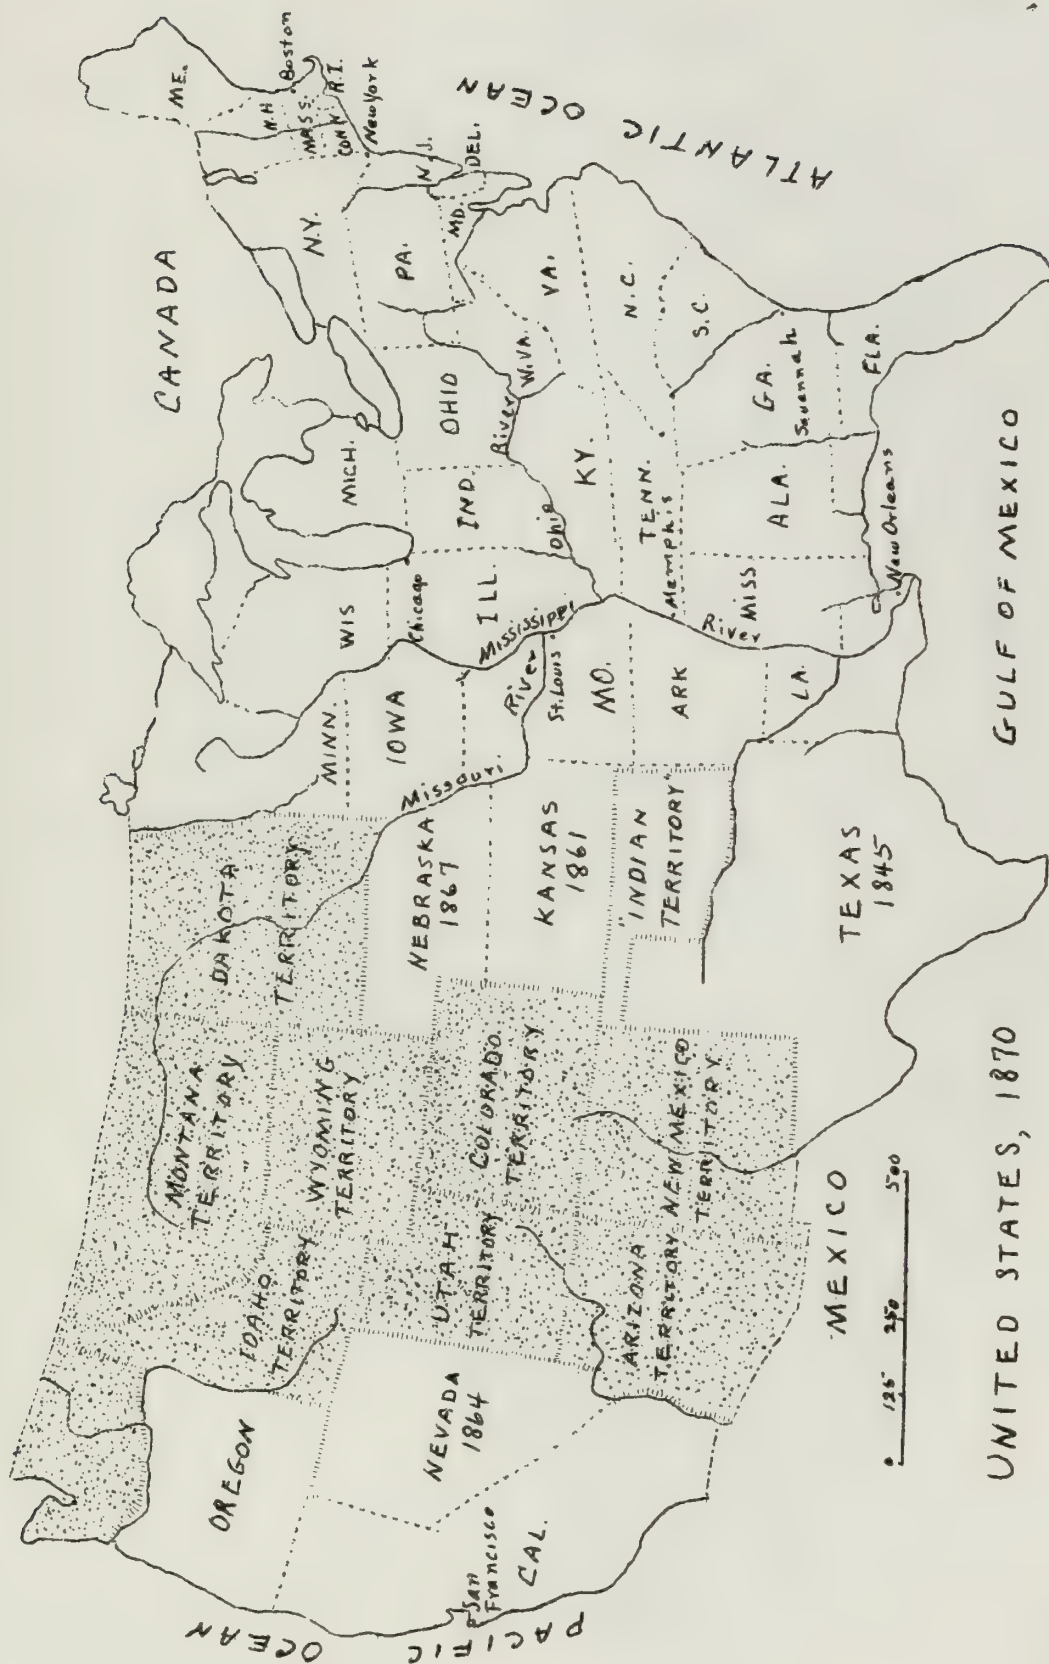 CANADA
ATLANTIC OCEAN
PACIFIC OCEAN
GULF OF MEXICO
MEXICO
OREGON
CAL.
San
Francisco
NEVADA
1864
IDAHO
TERRITORY
MONTANA
TERRITORY
WYOMING
TERRITORY
UTAH
TERRITORY
COLORADO
TERRITORY
ARIZONA
TERRITORY
NEW MEXICO
TERRITORY
DAKOTA
TERRITORY
NEBRASKA
1867
KANSAS
1861
INDIAN
TERRITORY
TEXAS
1845
MINN.
IOWA
Missouri
River
St. Louis
MO.
ARK
LA.
WIS
Chicago
ILL.
Mississippi
River
Memphis
MISS
New Orleans
MICH.
IND.
OHIO
Ohio
River
KY.
TENN.
ALA.
GA.
Savannah
FLA.
S.C.
N.C.
VA.
W.VA.
PA.
MD.
DEL.
N.J.
N.Y.
New York
CONN
R.I.
MASS.
Boston
N.H
ME.
0 125 250 500
UNITED STATES, 1870